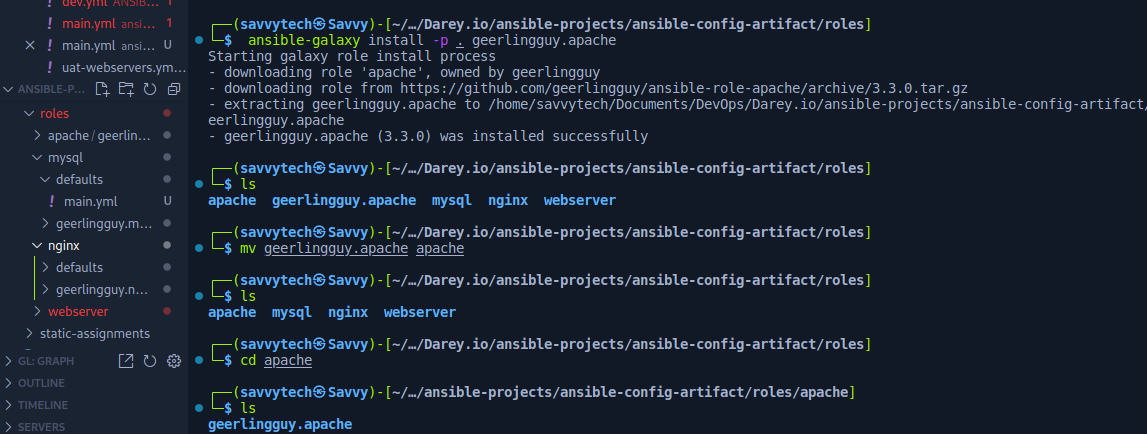 dev.yml ANSIB... 1
main.yml ansi... 1
main.yml ansi... U
uat-webservers.ym...
ANSIBLE-P...
roles
apache / geerlin...
mysql
defaults
main.yml U
geerlingguy.m...
nginx
defaults
geerlingguy.n...
webserver
static-assignments
GL: GRAPH
OUTLINE
TIMELINE
SERVERS
┌──(savvytech㉿Savvy)-[~/…/Darey.io/ansible-projects/ansible-config-artifact/roles]
└─$ ansible-galaxy install -p . geerlingguy.apache
Starting galaxy role install process
- downloading role 'apache', owned by geerlingguy
- downloading role from https://github.com/geerlingguy/ansible-role-apache/archive/3.3.0.tar.gz
- extracting geerlingguy.apache to /home/savvytech/Documents/DevOps/Darey.io/ansible-projects/ansible-config-artifact/
eerlingguy.apache
- geerlingguy.apache (3.3.0) was installed successfully
┌──(savvytech㉿Savvy)-[~/…/Darey.io/ansible-projects/ansible-config-artifact/roles]
└─$ ls
apache geerlingguy.apache mysql nginx webserver
┌──(savvytech㉿Savvy)-[~/…/Darey.io/ansible-projects/ansible-config-artifact/roles]
└─$ mv geerlingguy.apache apache
┌──(savvytech㉿Savvy)-[~/…/Darey.io/ansible-projects/ansible-config-artifact/roles]
└─$ ls
apache mysql nginx webserver
┌──(savvytech㉿Savvy)-[~/…/Darey.io/ansible-projects/ansible-config-artifact/roles]
└─$ cd apache
┌──(savvytech㉿Savvy)-[~/…/ansible-projects/ansible-config-artifact/roles/apache]
└─$ ls
geerlingguy.apache